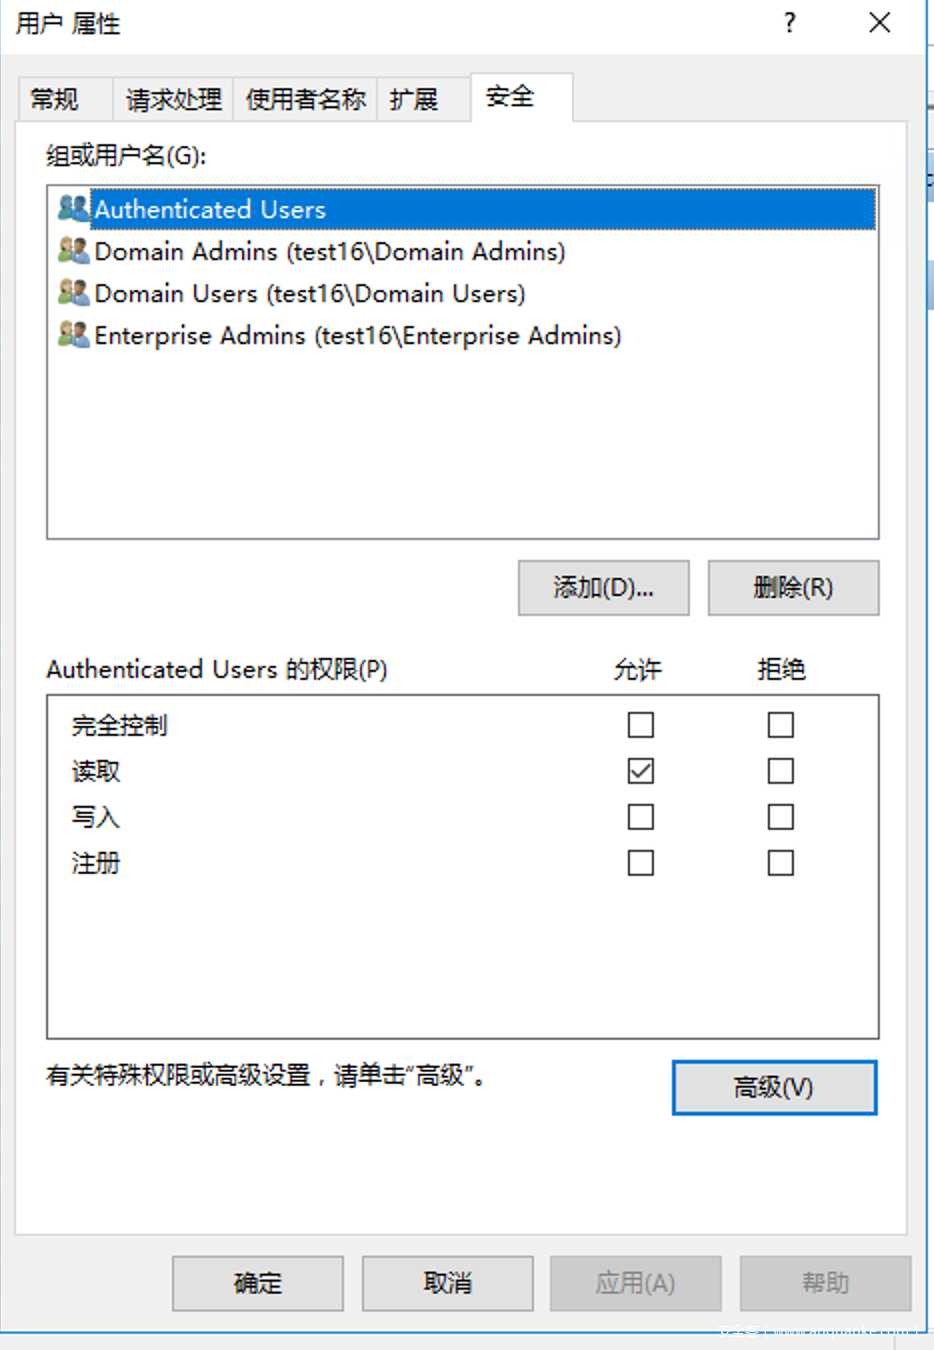 用户 属性
?
常规 请求处理 使用者名称 扩展 安全
组或用户名(G):
Authenticated Users
Domain Admins (test16\Domain Admins)
Domain Users (test16\Domain Users)
Enterprise Admins (test16\Enterprise Admins)
添加(D)... 删除(R)
Authenticated Users 的权限(P) 允许 拒绝
完全控制
读取
写入
注册
有关特殊权限或高级设置，请单击“高级”。
高级(V)
确定 取消 应用(A) 帮助
安全客 ( www.anquanke.com )